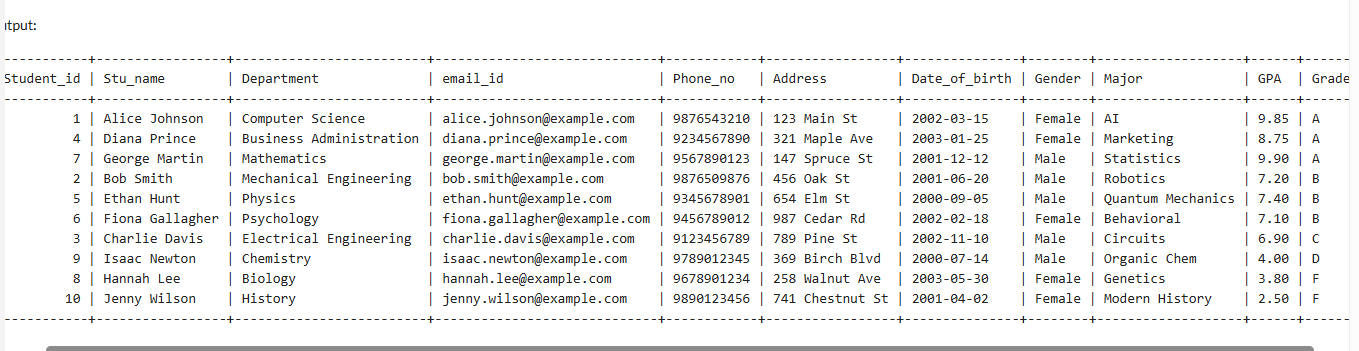 tput:
+-----------------+-------------------------+-----------------------------+------------+-----------------+---------------+--------+-------------------+------+------
Student_id | Stu_name | Department | email_id | Phone_no | Address | Date_of_birth | Gender | Major | GPA | Grade
+-----------------+-------------------------+-----------------------------+------------+-----------------+---------------+--------+-------------------+------+------
1 | Alice Johnson | Computer Science | alice.johnson@example.com | 9876543210 | 123 Main St | 2002-03-15 | Female | AI | 9.85 | A
4 | Diana Prince | Business Administration | diana.prince@example.com | 9234567890 | 321 Maple Ave | 2003-01-25 | Female | Marketing | 8.75 | A
7 | George Martin | Mathematics | george.martin@example.com | 9567890123 | 147 Spruce St | 2001-12-12 | Male | Statistics | 9.90 | A
2 | Bob Smith | Mechanical Engineering | bob.smith@example.com | 9876509876 | 456 Oak St | 2001-06-20 | Male | Robotics | 7.20 | B
5 | Ethan Hunt | Physics | ethan.hunt@example.com | 9345678901 | 654 Elm St | 2000-09-05 | Male | Quantum Mechanics | 7.40 | B
6 | Fiona Gallagher | Psychology | fiona.gallagher@example.com | 9456789012 | 987 Cedar Rd | 2002-02-18 | Female | Behavioral | 7.10 | B
3 | Charlie Davis | Electrical Engineering | charlie.davis@example.com | 9123456789 | 789 Pine St | 2002-11-10 | Male | Circuits | 6.90 | C
9 | Isaac Newton | Chemistry | isaac.newton@example.com | 9789012345 | 369 Birch Blvd | 2000-07-14 | Male | Organic Chem | 4.00 | D
8 | Hannah Lee | Biology | hannah.lee@example.com | 9678901234 | 258 Walnut Ave | 2003-05-30 | Female | Genetics | 3.80 | F
10 | Jenny Wilson | History | jenny.wilson@example.com | 9890123456 | 741 Chestnut St | 2001-04-02 | Female | Modern History | 2.50 | F
+-----------------+-------------------------+-----------------------------+------------+-----------------+---------------+--------+-------------------+------+------